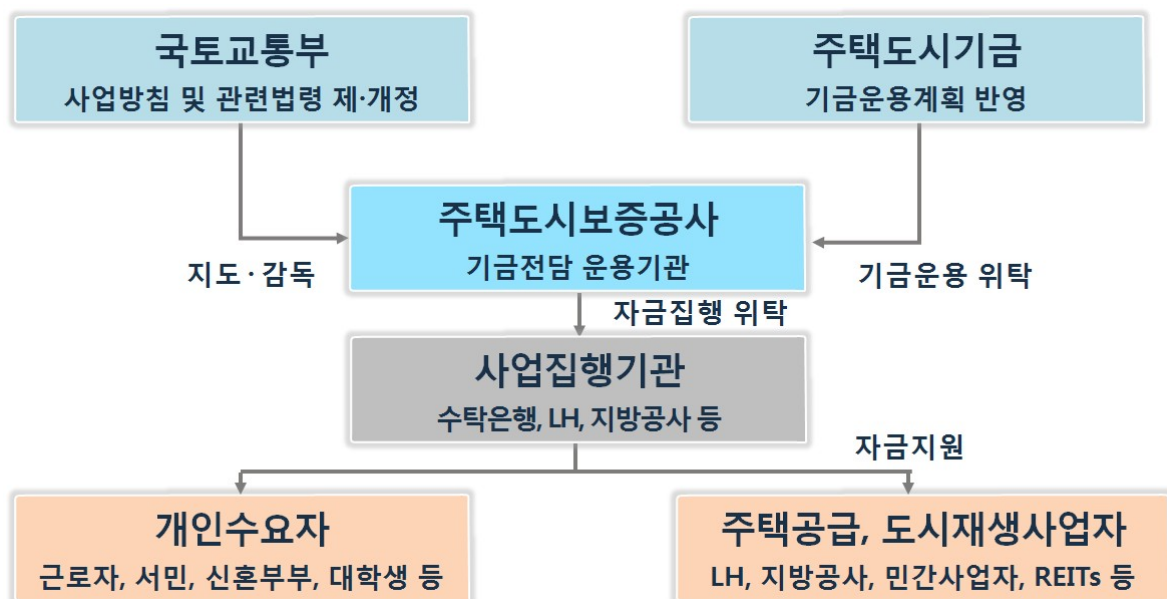 국토교통부
사업방침 및 관련법령 제·개정
주택도시기금
기금운용계획 반영
주택도시보증공사
기금전담 운용기관
지도·감독
기금운용 위탁
자금집행 위탁
사업집행기관
수탁은행, LH, 지방공사 등
자금지원
개인수요자
근로자, 서민, 신혼부부, 대학생 등
주택공급, 도시재생사업자
LH, 지방공사, 민간사업자, REITs 등